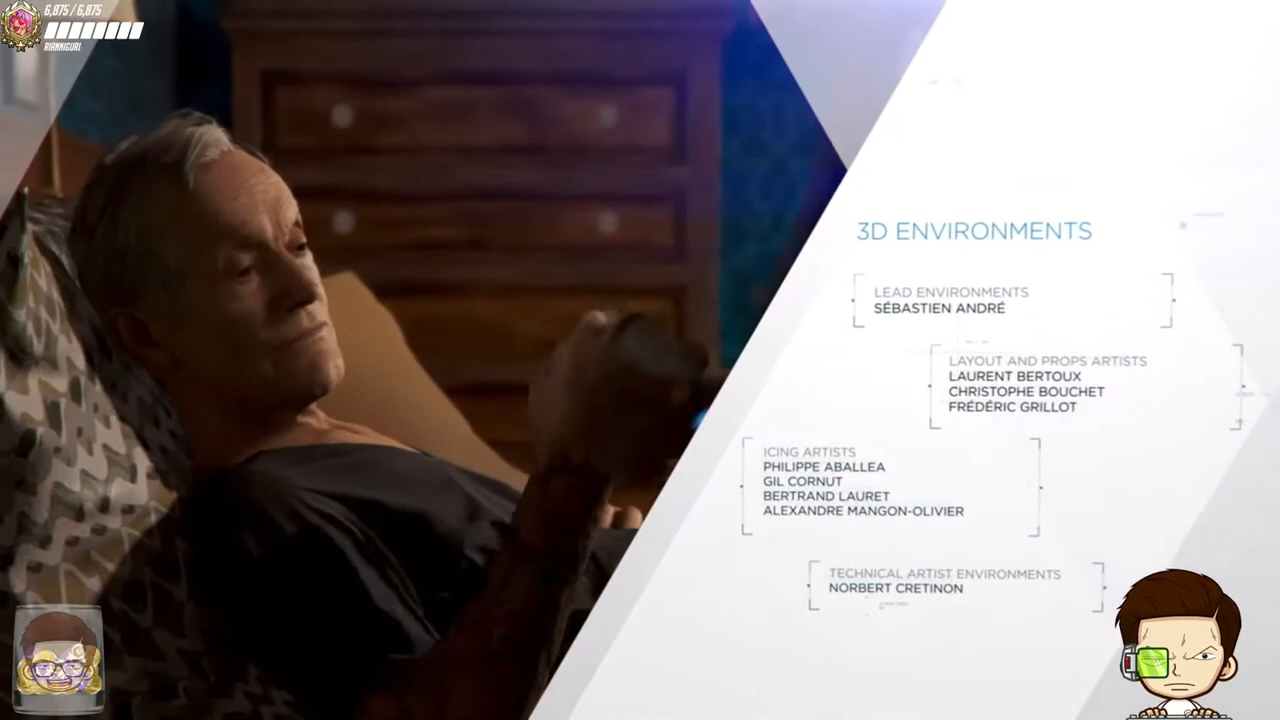 6,875 / 6,875
RIANNIGURL
3D ENVIRONMENTS
LEAD ENVIRONMENTS
SÉBASTIEN ANDRÉ
LAYOUT AND PROPS ARTISTS
LAURENT BERTOUX
CHRISTOPHE BOUCHET
FRÉDÉRIC GRILLOT
ICING ARTISTS
PHILIPPE ABALLEA
GIL CORNUT
BERTRAND LAURET
ALEXANDRE MANGON-OLIVIER
TECHNICAL ARTIST ENVIRONMENTS
NORBERT CRETINON